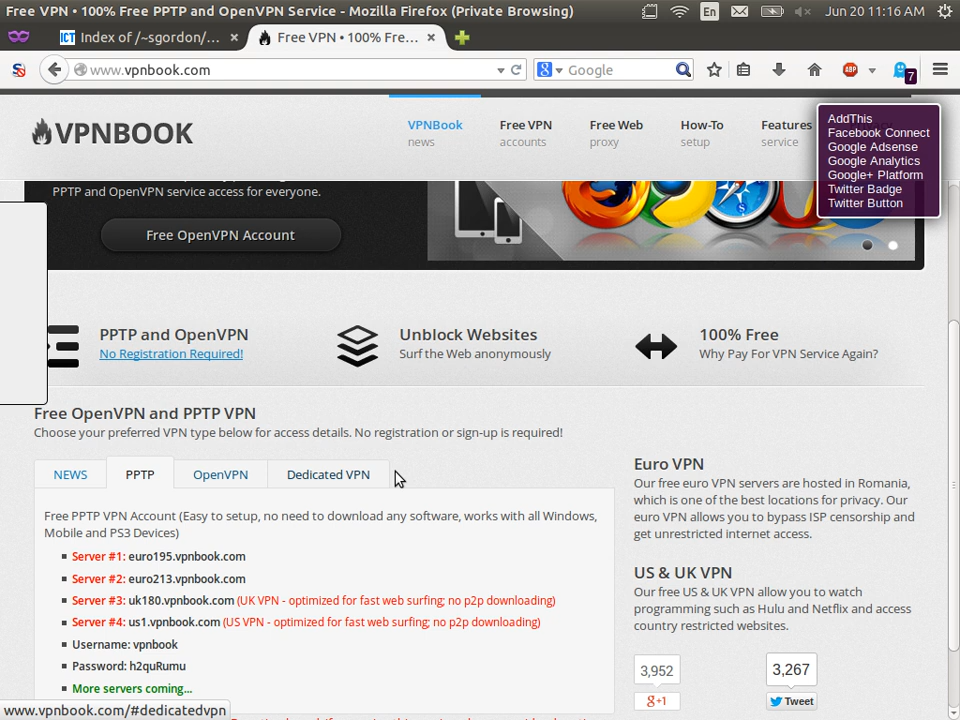 Free VPN • 100% Free PPTP and OpenVPN Service - Mozilla Firefox (Private Browsing)
En
Jun 20 11:16 AM
ICT Index of /~sgordon/... ×
Free VPN • 100% Fre... ×
www.vpnbook.com
Google
ABP
7
VPNBOOK
VPNBook
news
Free VPN
accounts
Free Web
proxy
How-To
setup
Features
service
AddThis
Facebook Connect
Google Adsense
Google Analytics
Google+ Platform
Twitter Badge
Twitter Button
PPTP and OpenVPN service access for everyone.
Free OpenVPN Account
PPTP and OpenVPN
No Registration Required!
Unblock Websites
Surf the Web anonymously
100% Free
Why Pay For VPN Service Again?
Free OpenVPN and PPTP VPN
Choose your preferred VPN type below for access details. No registration or sign-up is required!
NEWS PPTP OpenVPN Dedicated VPN
Free PPTP VPN Account (Easy to setup, no need to download any software, works with all Windows,
Mobile and PS3 Devices)
Server #1: euro195.vpnbook.com
Server #2: euro213.vpnbook.com
Server #3: uk180.vpnbook.com (UK VPN - optimized for fast web surfing; no p2p downloading)
Server #4: us1.vpnbook.com (US VPN - optimized for fast web surfing; no p2p downloading)
Username: vpnbook
Password: h2quRumu
More servers coming...
Euro VPN
Our free euro VPN servers are hosted in Romania,
which is one of the best locations for privacy. Our
euro VPN allows you to bypass ISP censorship and
get unrestricted internet access.
US & UK VPN
Our free US & UK VPN allow you to watch
programming such as Hulu and Netflix and access
country restricted websites.
3,952
g+1
3,267
Tweet
www.vpnbook.com/#dedicatedvpn